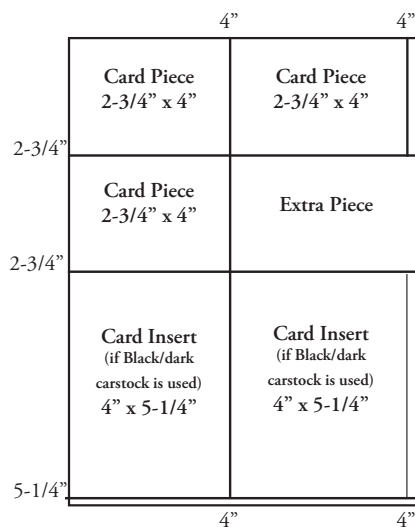 4” 4”
Card Piece
2-3/4” x 4”
Card Piece
2-3/4” x 4”
2-3/4”
Card Piece
2-3/4” x 4”
Extra Piece
2-3/4”
Card Insert
(if Black/dark
carstock is used)
4” x 5-1/4”
Card Insert
(if Black/dark
carstock is used)
4” x 5-1/4”
5-1/4”
4” 4”